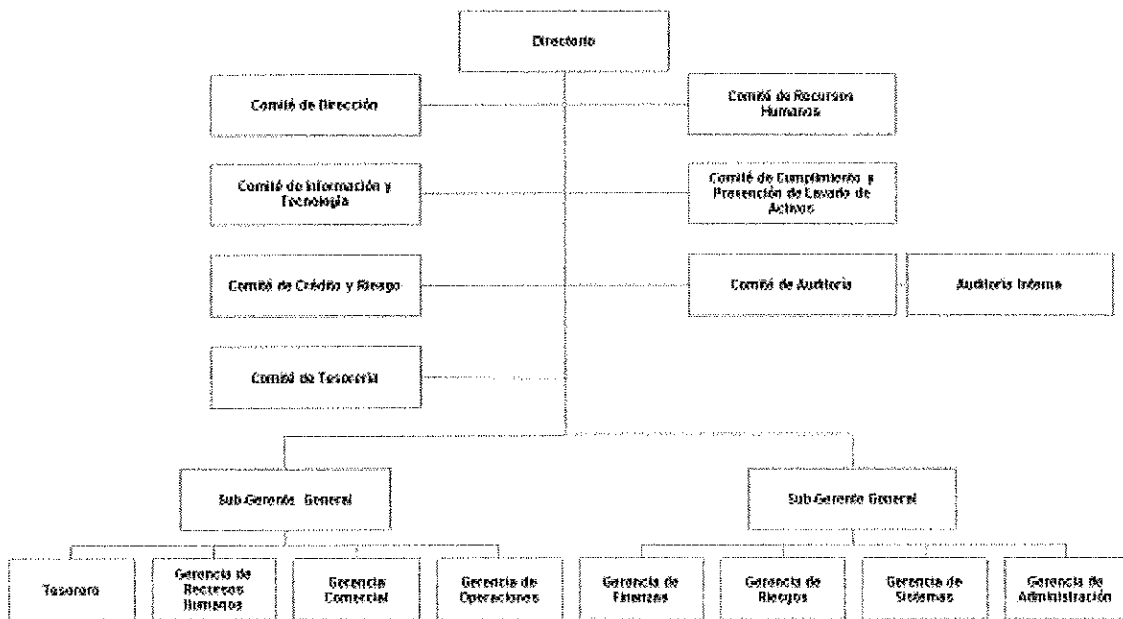 Directorio
Comité de Dirección
Comité de Recursos
Humanos
Comité de Información y
Tecnología
Comité de Cumplimiento y
Prevención de Lavado de
Activos
Comité de Crédito y Riesgo
Comité de Auditoría
Auditoría Interna
Comité de Tesorería
Sub-Gerente General
Sub-Gerente General
Tesorero
Gerencia de
Recursos
Humanos
Gerencia
Comercial
Gerencia de
Operaciones
Gerencia de
Finanzas
Gerencia de
Riesgos
Gerencia de
Sistemas
Gerencia de
Administración